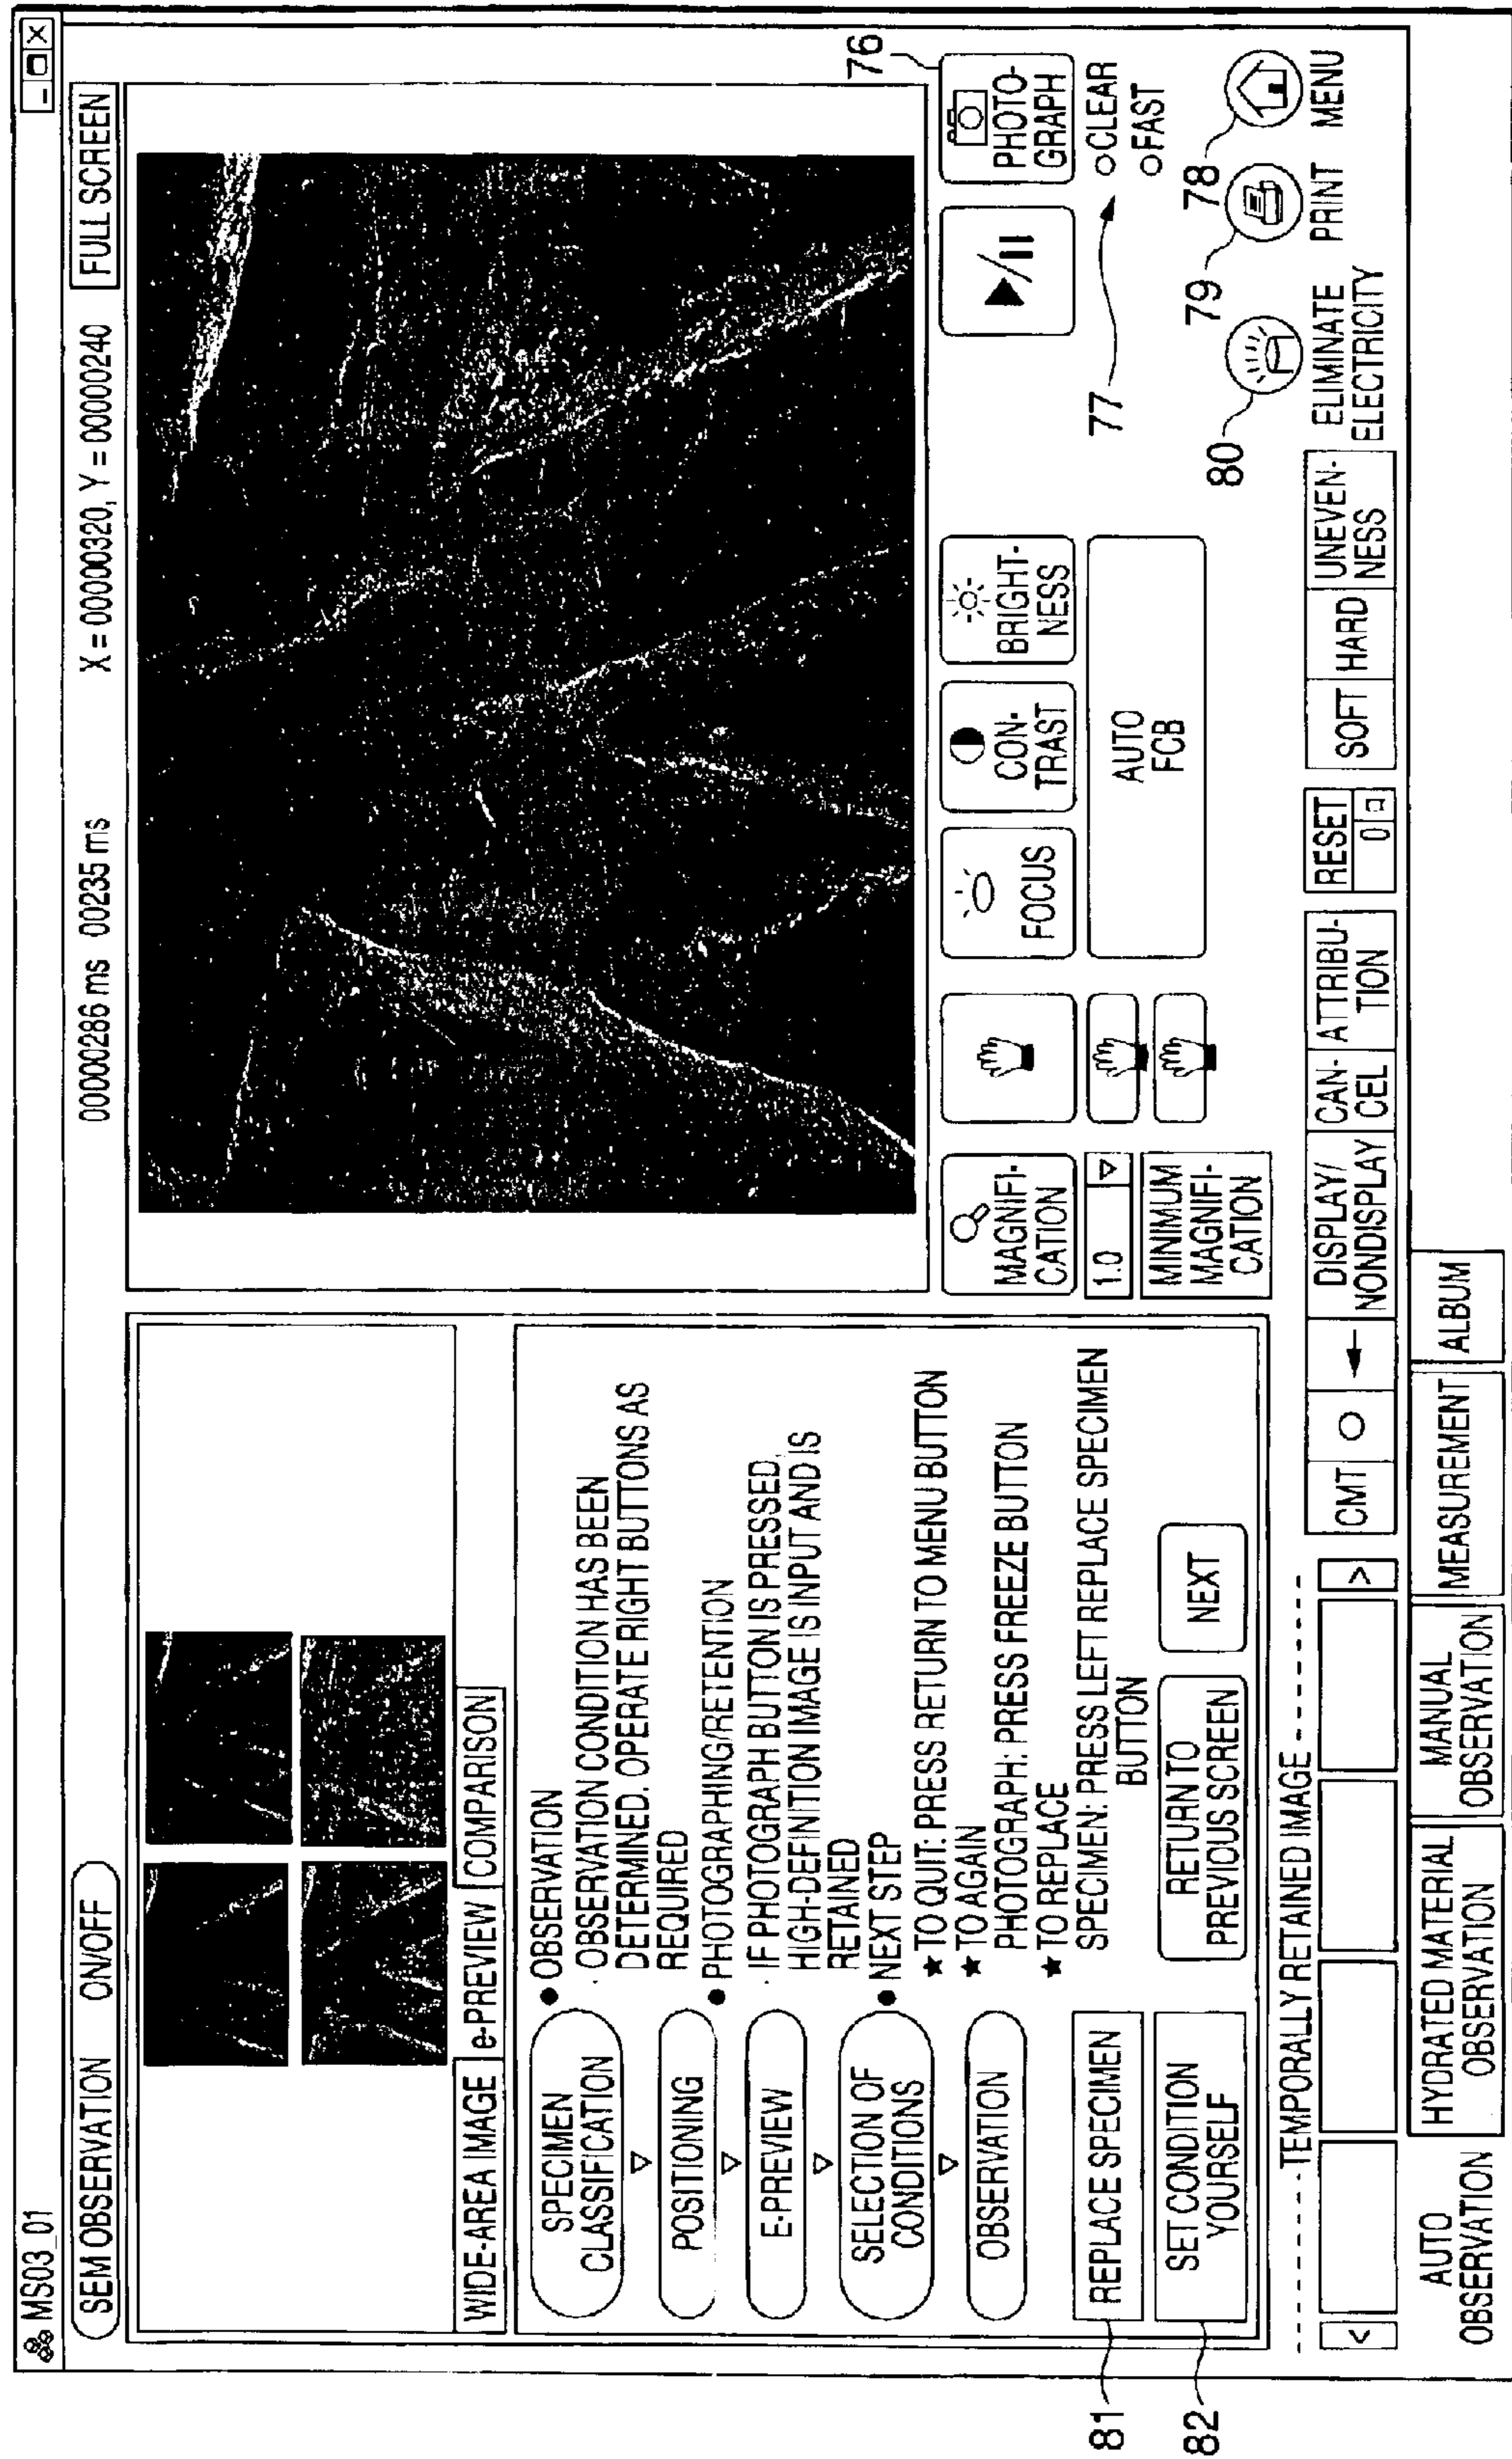 MS03_01
SEM OBSERVATION ON/OFF
00000286 ms 00235 ms X = 00000320, Y = 00000240 FULL SCREEN
WIDE-AREA IMAGE e-PREVIEW COMPARISON
SPECIMEN
CLASSIFICATION
POSITIONING
E-PREVIEW
SELECTION OF
CONDITIONS
OBSERVATION
● OBSERVATION
· OBSERVATION CONDITION HAS BEEN
DETERMINED. OPERATE RIGHT BUTTONS AS
REQUIRED
● PHOTOGRAPHING/RETENTION
· IF PHOTOGRAPH BUTTON IS PRESSED,
HIGH-DEFINITION IMAGE IS INPUT AND IS
RETAINED
● NEXT STEP
★ TO QUIT: PRESS RETURN TO MENU BUTTON
★ TO AGAIN
PHOTOGRAPH: PRESS FREEZE BUTTON
★ TO REPLACE
SPECIMEN: PRESS LEFT REPLACE SPECIMEN
BUTTON
81
REPLACE SPECIMEN
82
SET CONDITION
YOURSELF
RETURN TO
PREVIOUS SCREEN
NEXT
MAGNIFI-
CATION
1.0
MINIMUM
MAGNIFI-
CATION
FOCUS
CON-
TRAST
BRIGHT-
NESS
AUTO
FCB
▶/II
76
PHOTO-
GRAPH
77
○CLEAR
○FAST
80
79
78
ELIMINATE
ELECTRICITY
PRINT
MENU
TEMPORALLY RETAINED IMAGE
< >
CMT ○ ←
DISPLAY/
NONDISPLAY
CAN-
CEL
ATTRIBU-
TION
RESET
0
SOFT
HARD
UNEVEN-
NESS
AUTO
OBSERVATION
HYDRATED MATERIAL
OBSERVATION
MANUAL
OBSERVATION
MEASUREMENT
ALBUM